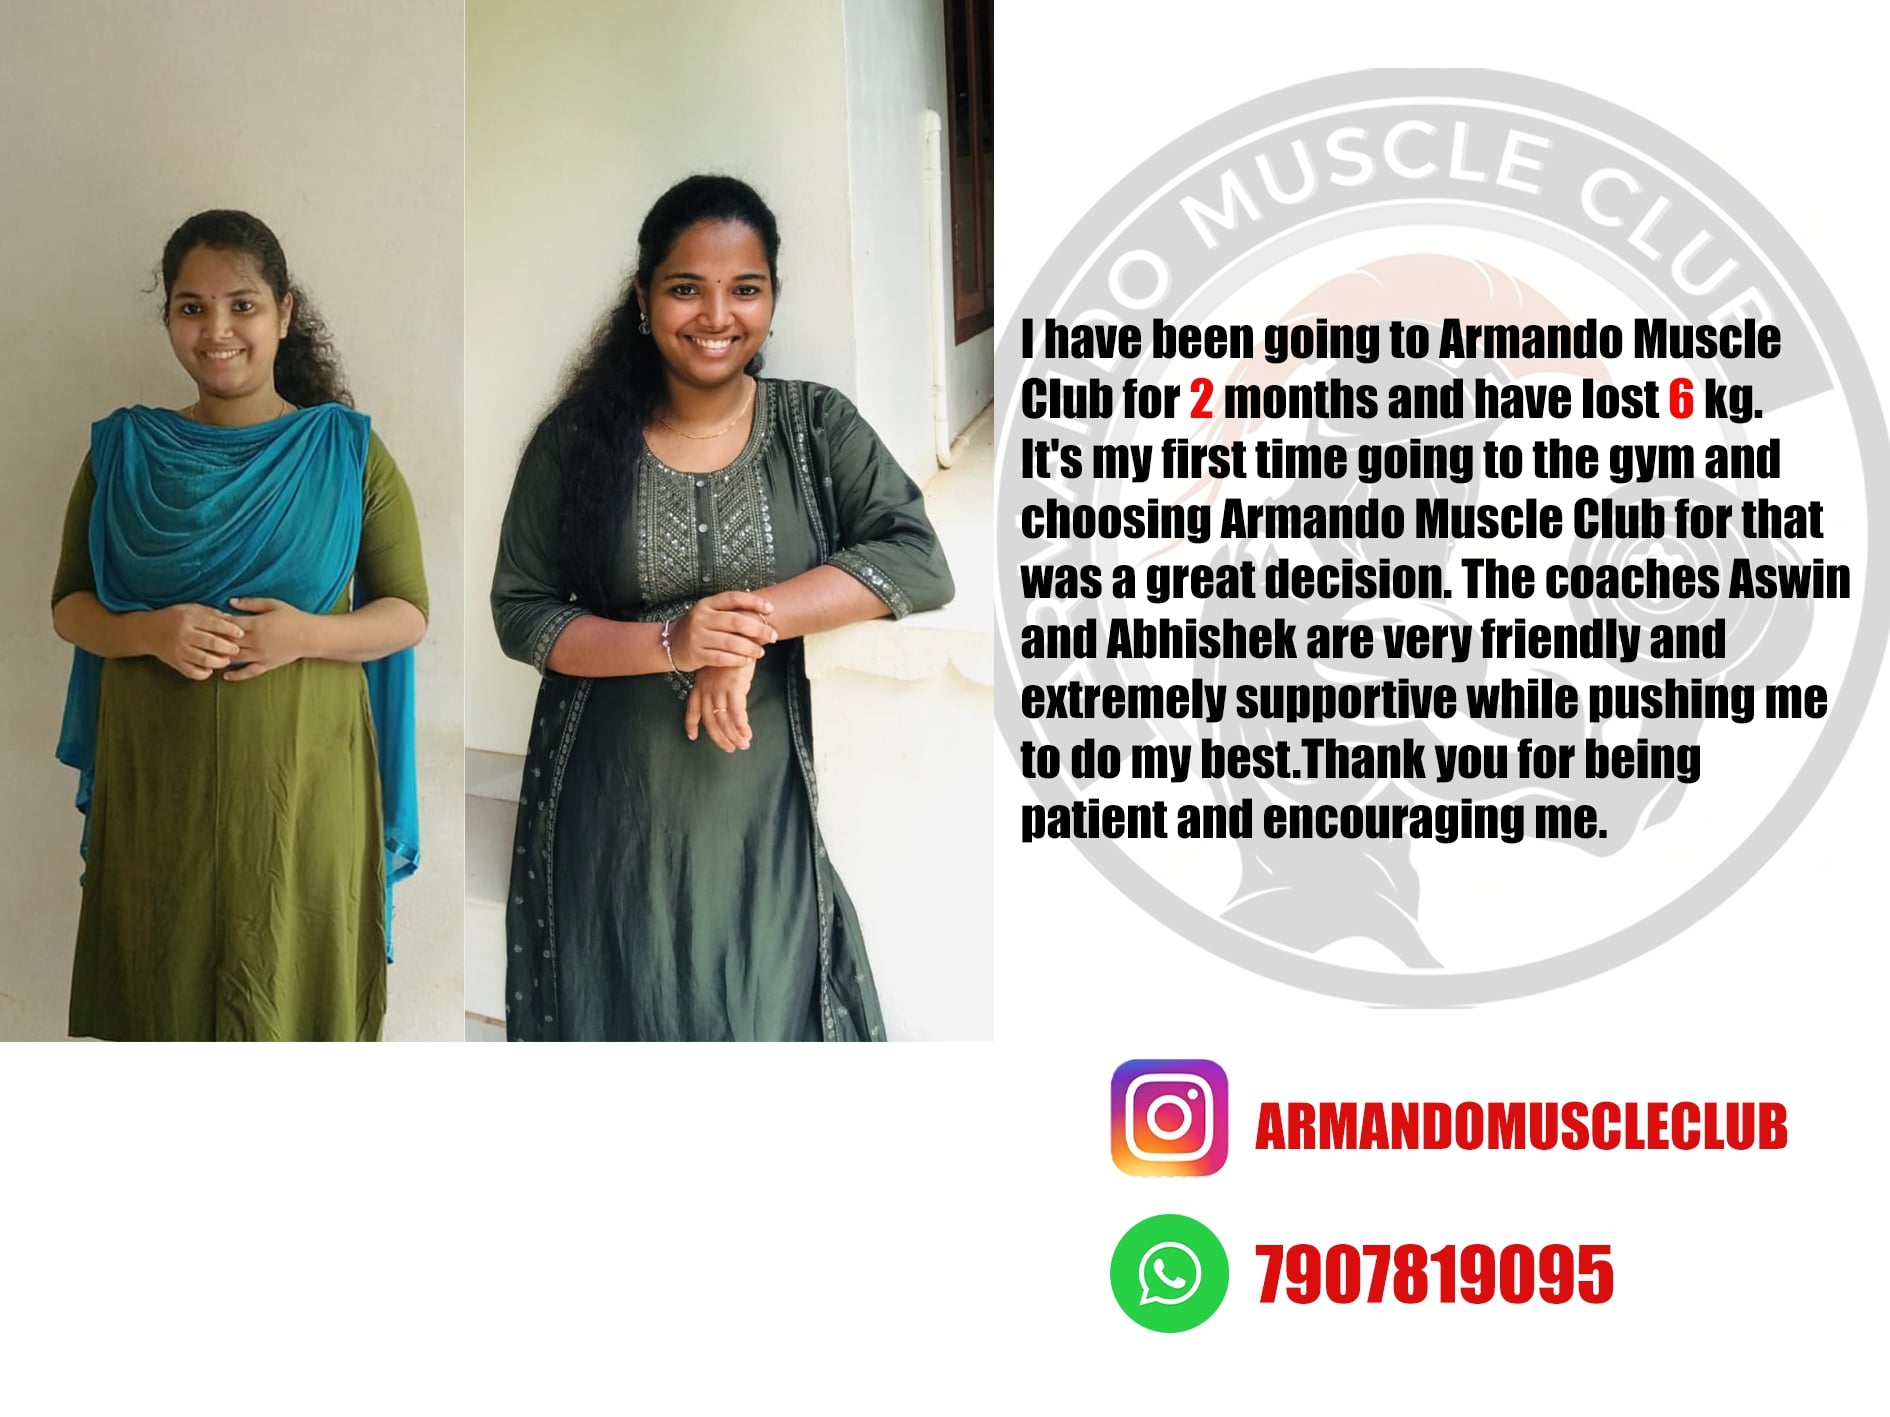 ARMANDO MUSCLE CLUB
I have been going to Armando Muscle
Club for 2 months and have lost 6 kg.
It's my first time going to the gym and
choosing Armando Muscle Club for that
was a great decision. The coaches Aswin
and Abhishek are very friendly and
extremely supportive while pushing me
to do my best.Thank you for being
patient and encouraging me.
ARMANDOMUSCLECLUB
7907819095